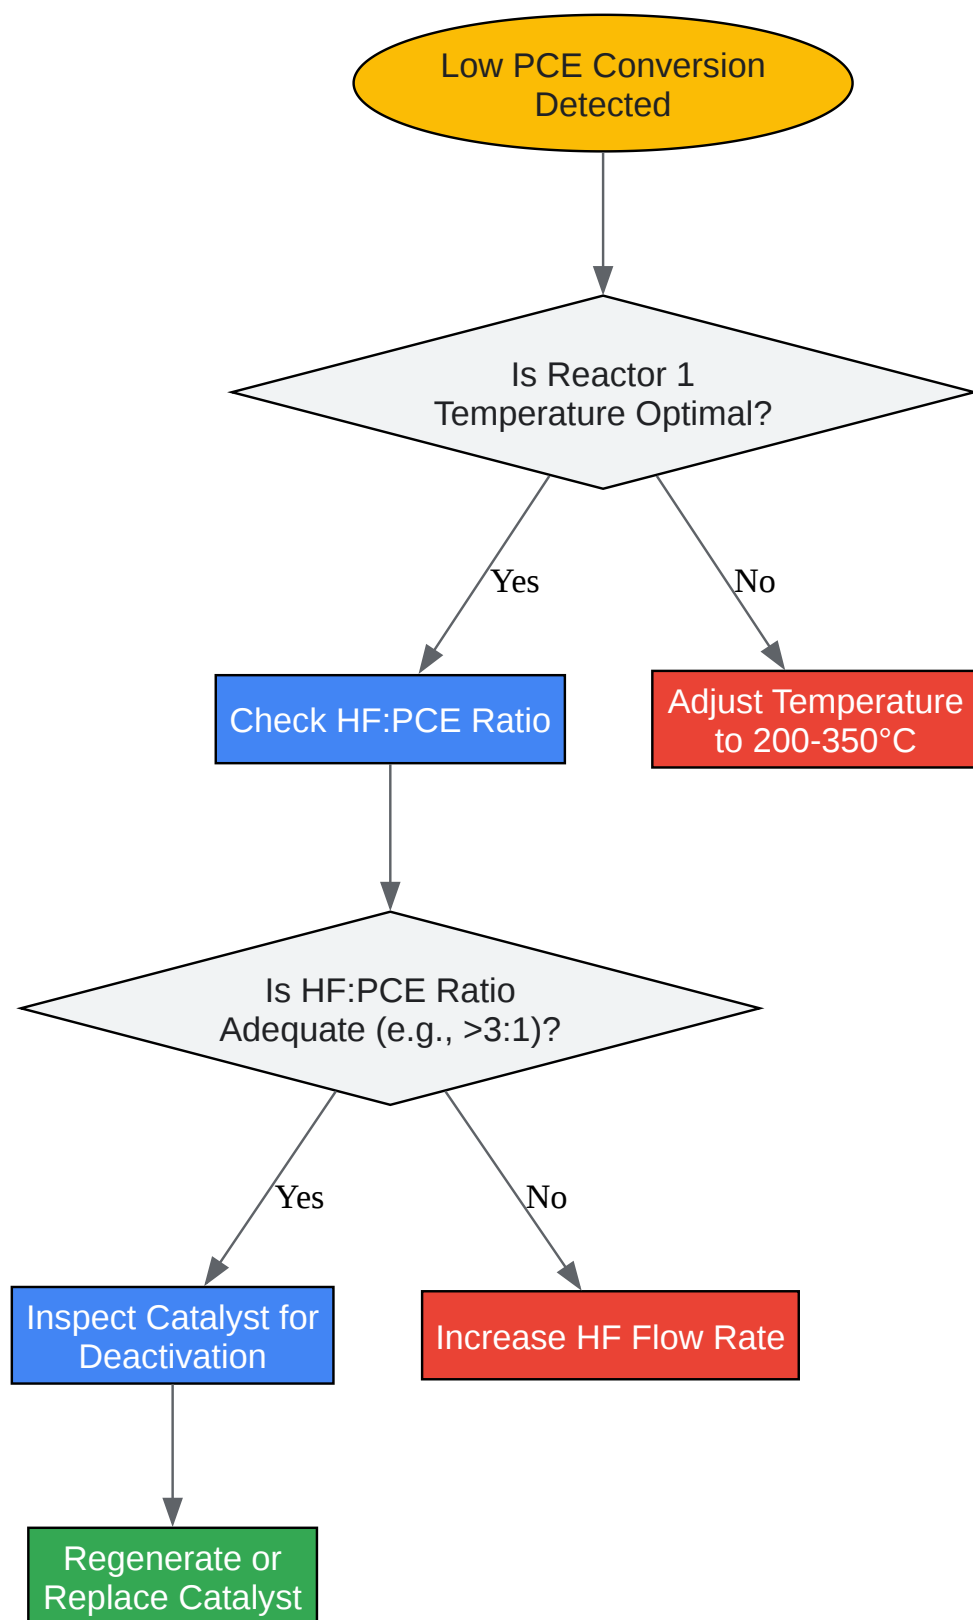 Low PCE Conversion
Detected
Is Reactor 1
Temperature Optimal?
Yes
No
Check HF:PCE Ratio
Adjust Temperature
to 200-350°C
Is HF:PCE Ratio
Adequate (e.g., >3:1)?
Yes
No
Inspect Catalyst for
Deactivation
Increase HF Flow Rate
Regenerate or
Replace Catalyst